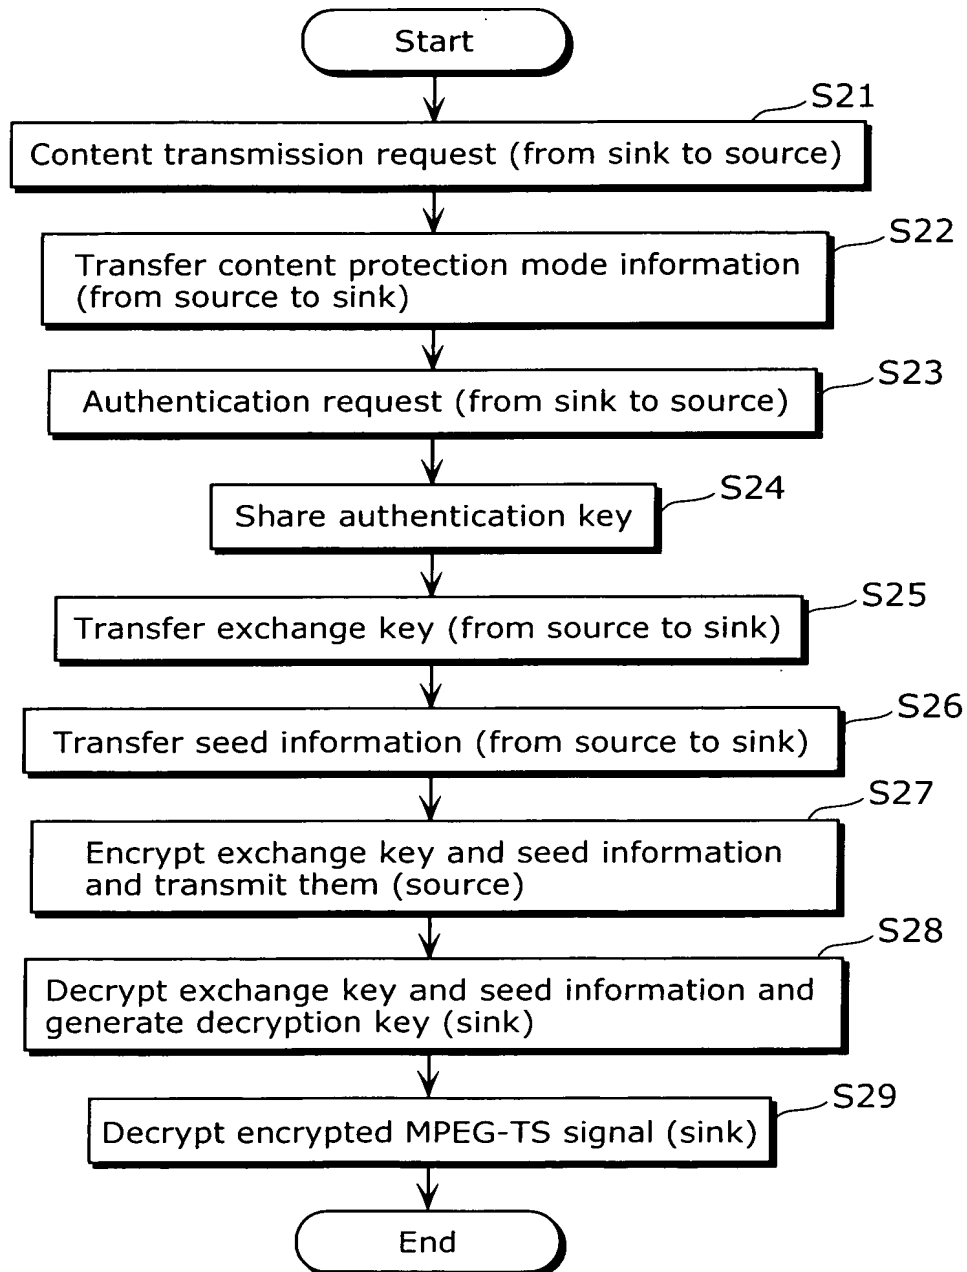 Start
S21
Content transmission request (from sink to source)
S22
Transfer content protection mode information
(from source to sink)
S23
Authentication request (from sink to source)
S24
Share authentication key
S25
Transfer exchange key (from source to sink)
S26
Transfer seed information (from source to sink)
S27
Encrypt exchange key and seed information
and transmit them (source)
S28
Decrypt exchange key and seed information and
generate decryption key (sink)
S29
Decrypt encrypted MPEG-TS signal (sink)
End